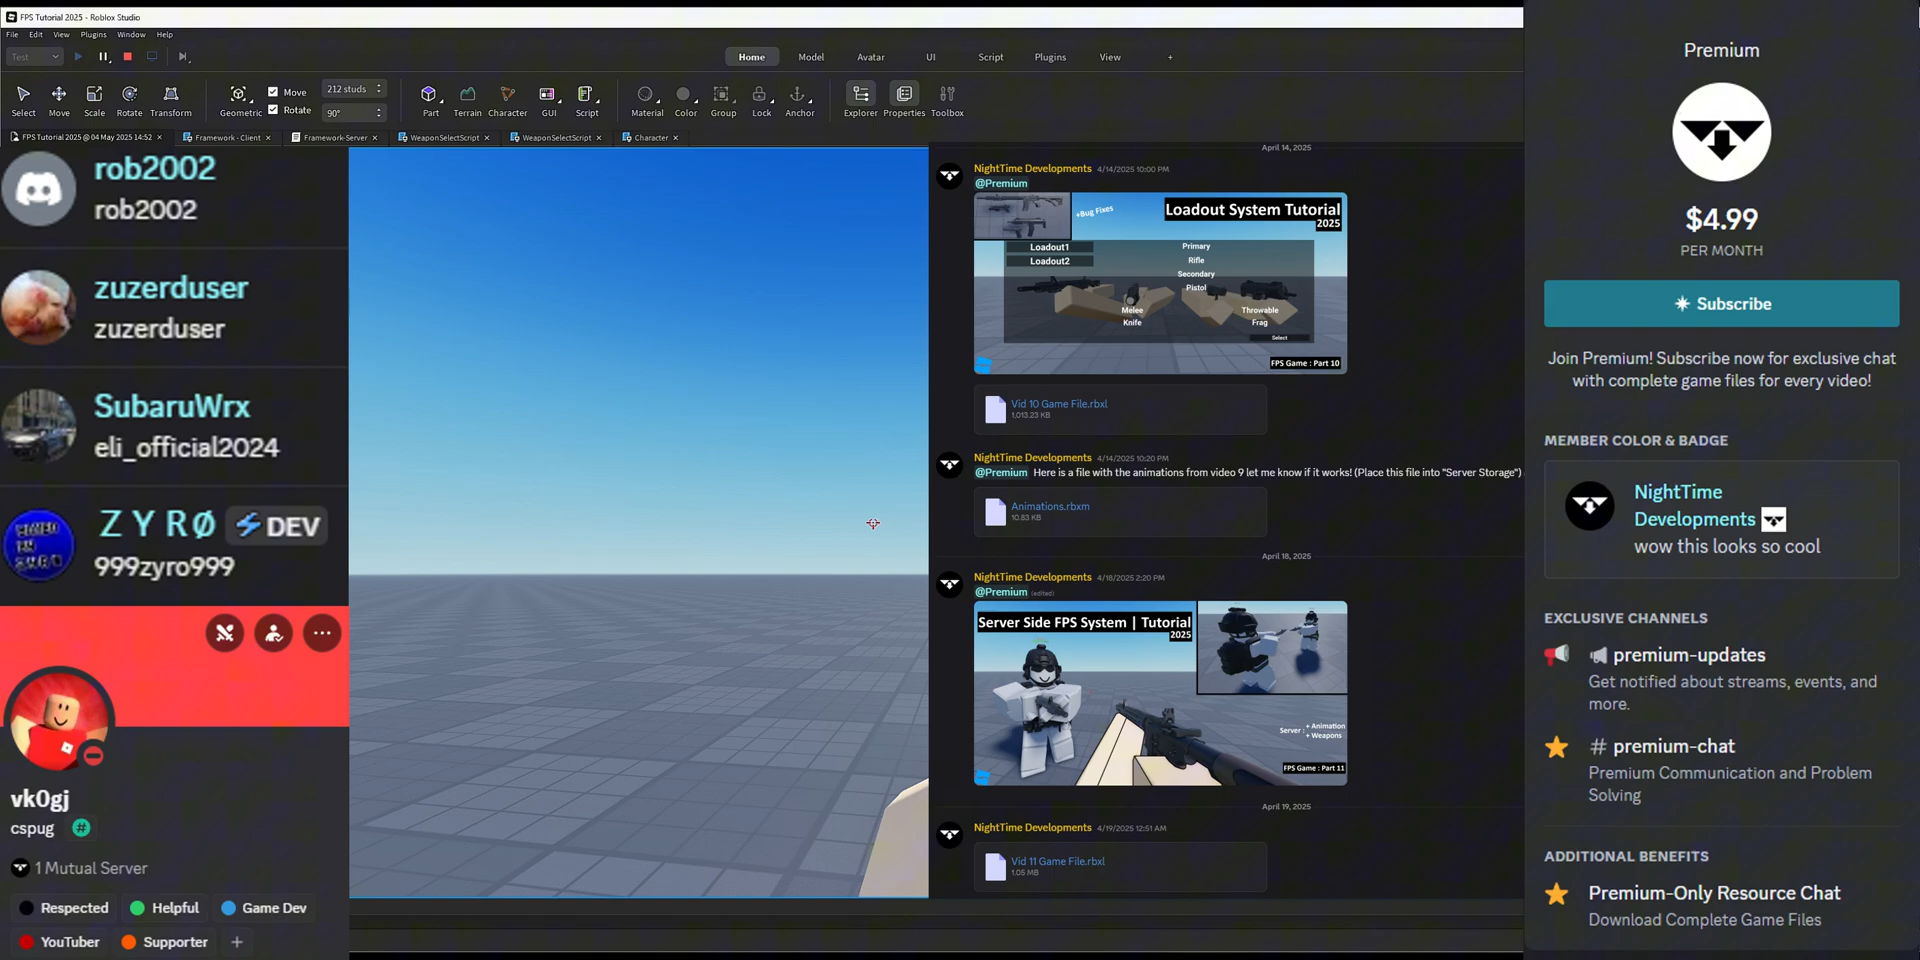 FPS Tutorial 2025 - Roblox Studio
File Edit View Plugins Window Help
Test
Home Model Avatar UI Script Plugins View +
Select Move Scale Rotate Transform
Geometric
Move
Rotate
212 studs
90°
Part Terrain Character GUI Script
Material Color Group Lock Anchor
Explorer Properties Toolbox
FPS Tutorial 2025 @ 04 May 2025 14:52 × Framework - Client × Framework-Server × WeaponSelectScript × WeaponSelectScript × Character ×
rob2002
rob2002
zuzerduser
zuzerduser
SubaruWrx
eli_official2024
Z Y R Ø DEV
999zyro999
vk0gj
cspug #
1 Mutual Server
Respected Helpful Game Dev
YouTuber Supporter +
April 14, 2025
NightTime Developments 4/14/2025 10:00 PM
@Premium
+Bug Fixes
Loadout System Tutorial
2025
Loadout1
Loadout2
Primary
Rifle
Secondary
Pistol
Melee
Knife
Throwable
Frag
Select
FPS Game : Part 10
Vid 10 Game File.rbxl
1,013.23 KB
NightTime Developments 4/14/2025 10:20 PM
@Premium Here is a file with the animations from video 9 let me know if it works! (Place this file into "Server Storage")
Animations.rbxm
10.83 KB
April 18, 2025
NightTime Developments 4/18/2025 2:20 PM
@Premium (edited)
Server Side FPS System | Tutorial
2025
Server : + Animation
+ Weapons
FPS Game : Part 11
April 19, 2025
NightTime Developments 4/19/2025 12:51 AM
Vid 11 Game File.rbxl
1.05 MB
Premium
$4.99
PER MONTH
Subscribe
Join Premium! Subscribe now for exclusive chat
with complete game files for every video!
MEMBER COLOR & BADGE
NightTime
Developments
wow this looks so cool
EXCLUSIVE CHANNELS
premium-updates
Get notified about streams, events, and
more.
# premium-chat
Premium Communication and Problem
Solving
ADDITIONAL BENEFITS
Premium-Only Resource Chat
Download Complete Game Files